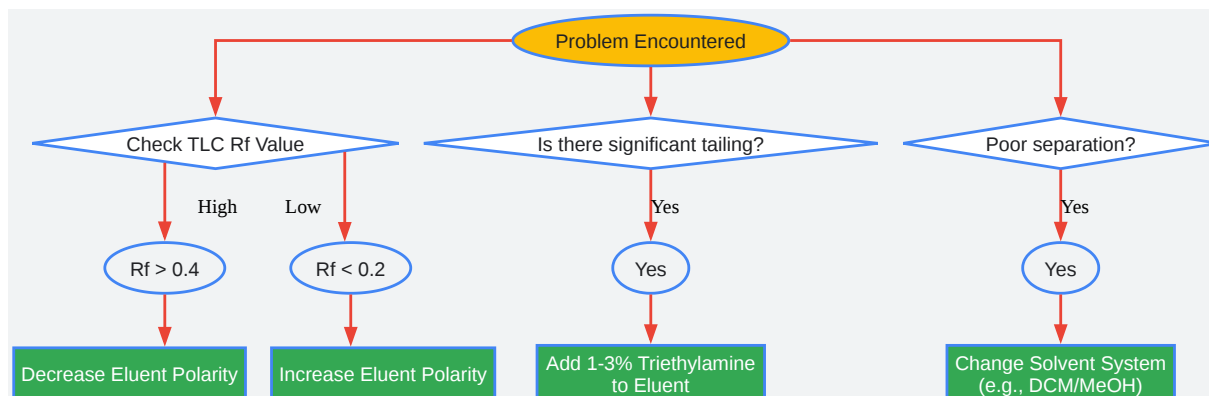 Problem Encountered
Check TLC Rf Value
Is there significant tailing?
Poor separation?
High
Low
Yes
Yes
Rf > 0.4
Rf < 0.2
Yes
Yes
Decrease Eluent Polarity
Increase Eluent Polarity
Add 1-3% Triethylamine
to Eluent
Change Solvent System
(e.g., DCM/MeOH)